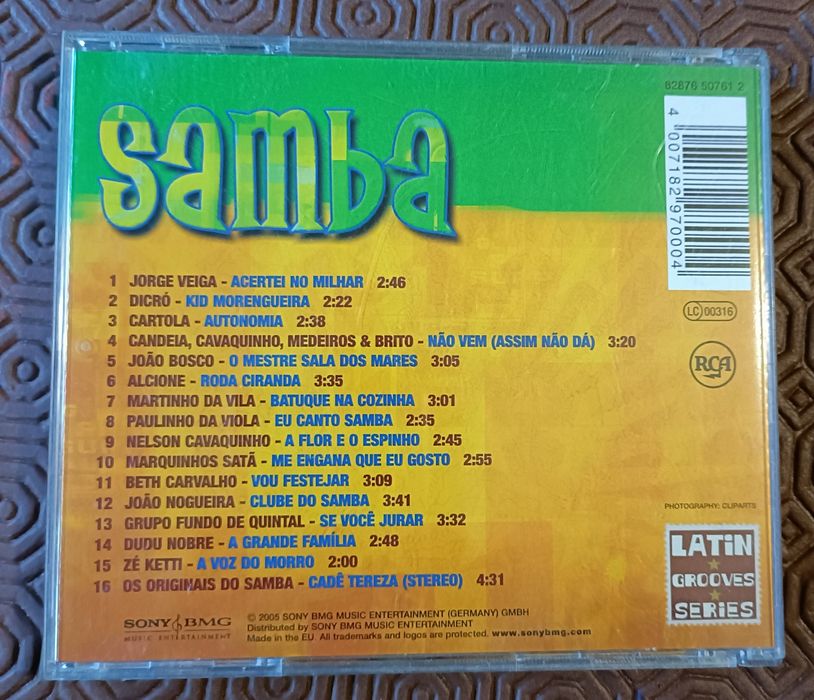 samba
82876 50761 2
4 007182 970004
1 JORGE VEIGA - ACERTEI NO MILHAR 2:46
2 DICRÓ - KID MORENGUEIRA 2:22
3 CARTOLA - AUTONOMIA 2:38
4 CANDEIA, CAVAQUINHO, MEDEIROS & BRITO - NÃO VEM (ASSIM NÃO DÁ) 3:20
5 JOÃO BOSCO - O MESTRE SALA DOS MARES 3:05
6 ALCIONE - RODA CIRANDA 3:35
7 MARTINHO DA VILA - BATUQUE NA COZINHA 3:01
8 PAULINHO DA VIOLA - EU CANTO SAMBA 2:35
9 NELSON CAVAQUINHO - A FLOR E O ESPINHO 2:45
10 MARQUINHOS SATÃ - ME ENGANA QUE EU GOSTO 2:55
11 BETH CARVALHO - VOU FESTEJAR 3:09
12 JOÃO NOGUEIRA - CLUBE DO SAMBA 3:41
13 GRUPO FUNDO DE QUINTAL - SE VOCÊ JURAR 3:32
14 DUDU NOBRE - A GRANDE FAMÍLIA 2:48
15 ZÉ KETTI - A VOZ DO MORRO 2:00
16 OS ORIGINAIS DO SAMBA - CADÊ TEREZA (STEREO) 4:31
LC 00316
RCA
PHOTOGRAPHY: CLIPARTS
LATIN
GROOVES
SERIES
SONY BMG
MUSIC ENTERTAINMENT
© 2005 SONY BMG MUSIC ENTERTAINMENT (GERMANY) GMBH
Distributed by SONY BMG MUSIC ENTERTAINMENT
Made in the EU. All trademarks and logos are protected. www.sonybmg.com